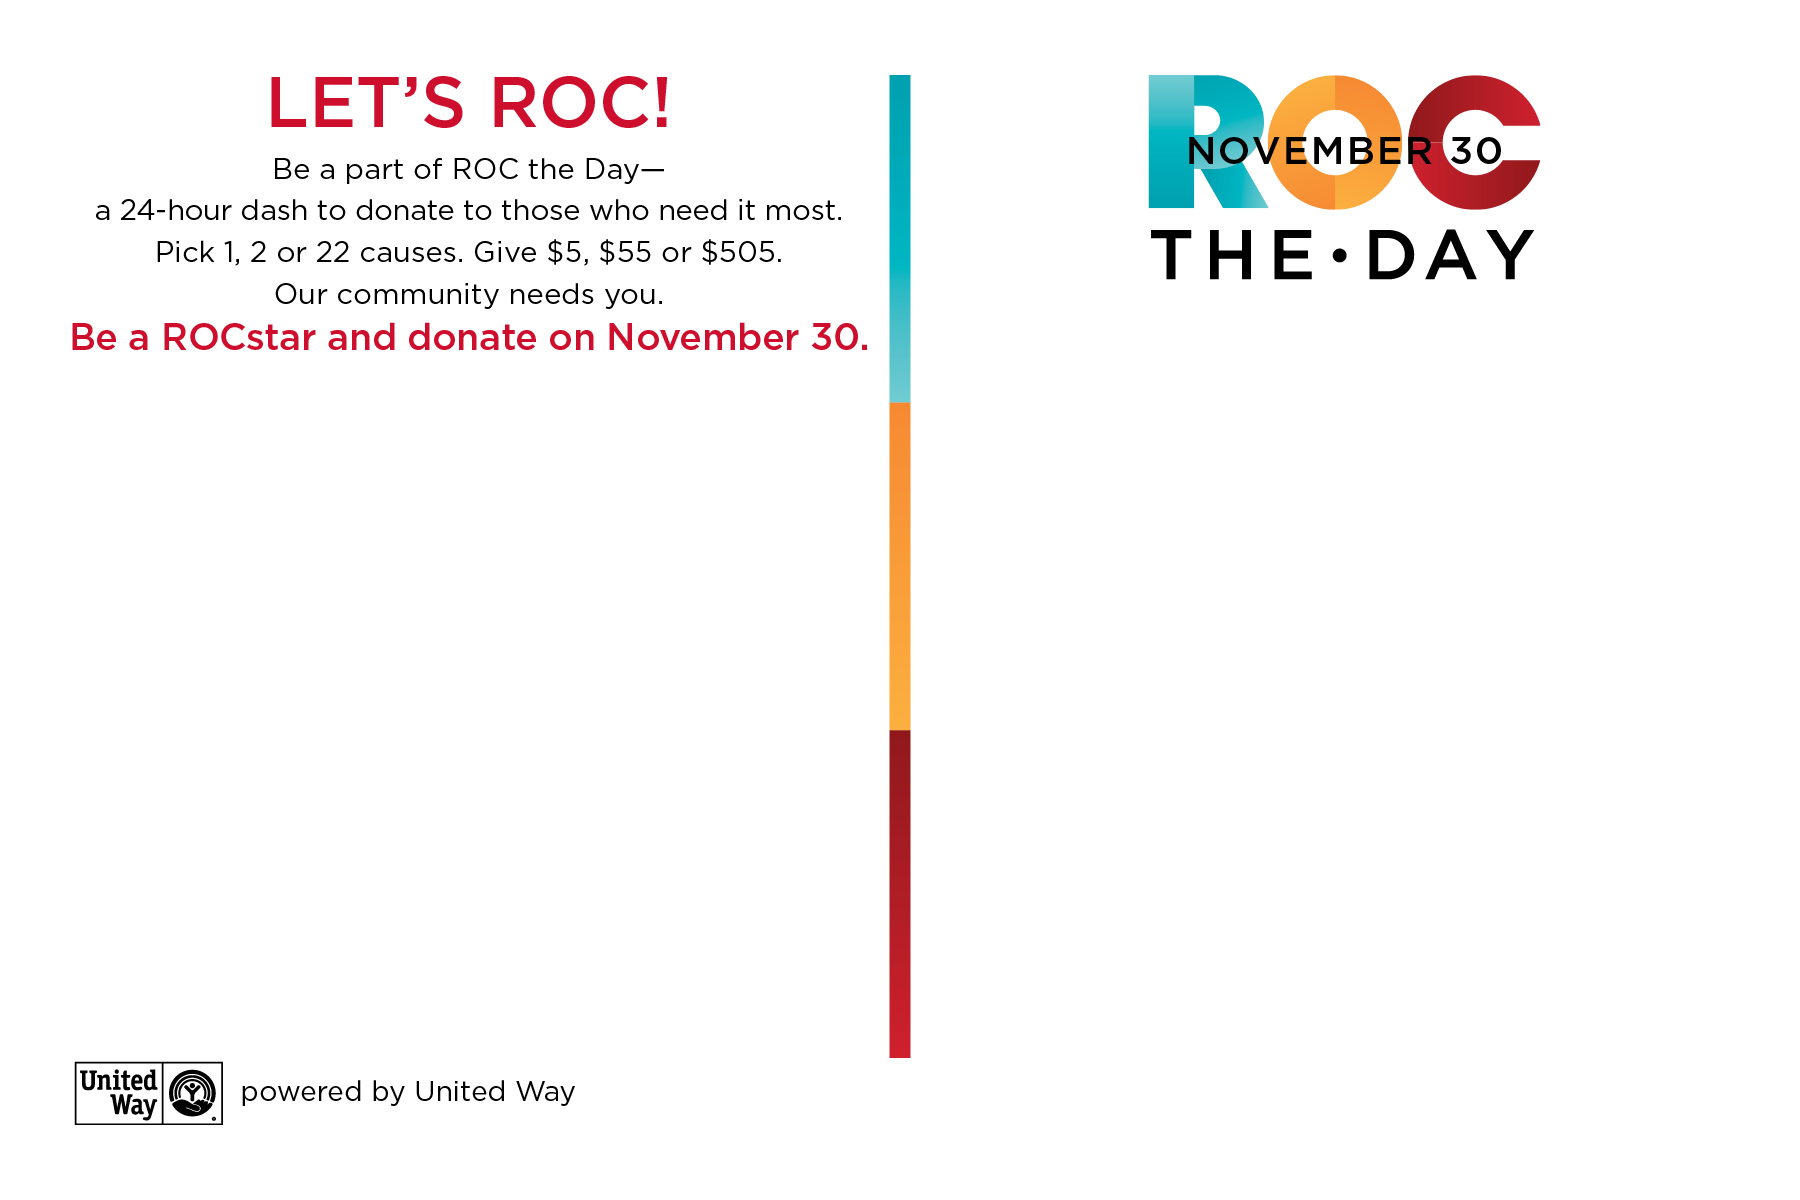 LET’S ROC!
Be a part of ROC the Day—
a 24-hour dash to donate to those who need it most.
Pick 1, 2 or 22 causes. Give $5, $55 or $505.
Our community needs you.
Be a ROCstar and donate on November 30.
United
Way
powered by United Way
ROC
NOVEMBER 30
THE•DAY